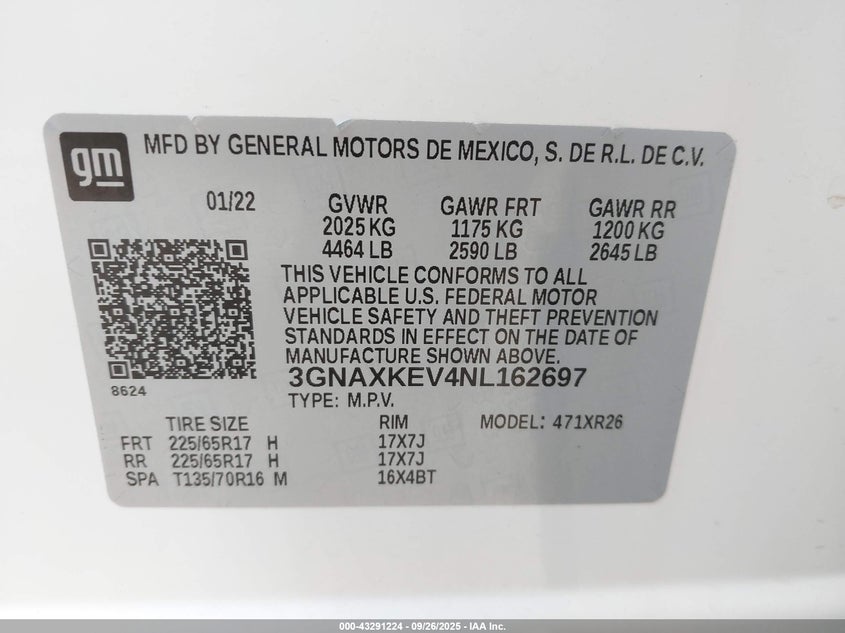 gm
MFD BY GENERAL MOTORS DE MEXICO, S. DE R.L. DE C.V.
01/22 GVWR GAWR FRT GAWR RR
2025 KG 1175 KG 1200 KG
4464 LB 2590 LB 2645 LB
THIS VEHICLE CONFORMS TO ALL
APPLICABLE U.S. FEDERAL MOTOR
VEHICLE SAFETY AND THEFT PREVENTION
STANDARDS IN EFFECT ON THE DATE OF
MANUFACTURE SHOWN ABOVE.
8624
3GNAXKEV4NL162697
TYPE: M.P.V.
TIRE SIZE RIM MODEL: 471XR26
FRT 225/65R17 H 17X7J
RR 225/65R17 H 17X7J
SPA T135/70R16 M 16X4BT
000-43291224 - 09/26/2025 - IAA Inc.